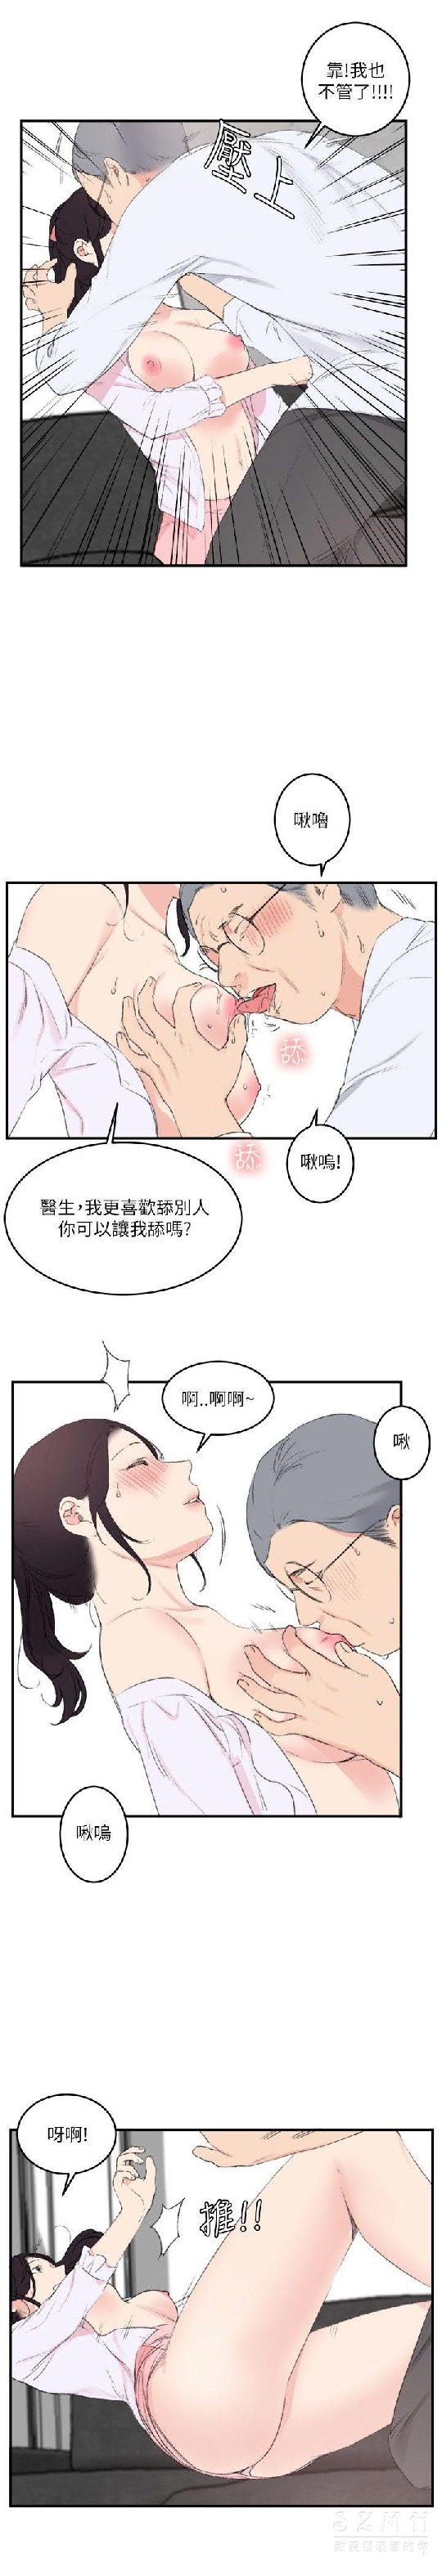 靠!我也
不管了!!!!
壓上
啾嚕
舔
舔
啾嗚!
醫生,我更喜歡舔別人
你可以讓我舔嗎?
啊..啊啊~
啾
啾嗚
呀啊!
推!!